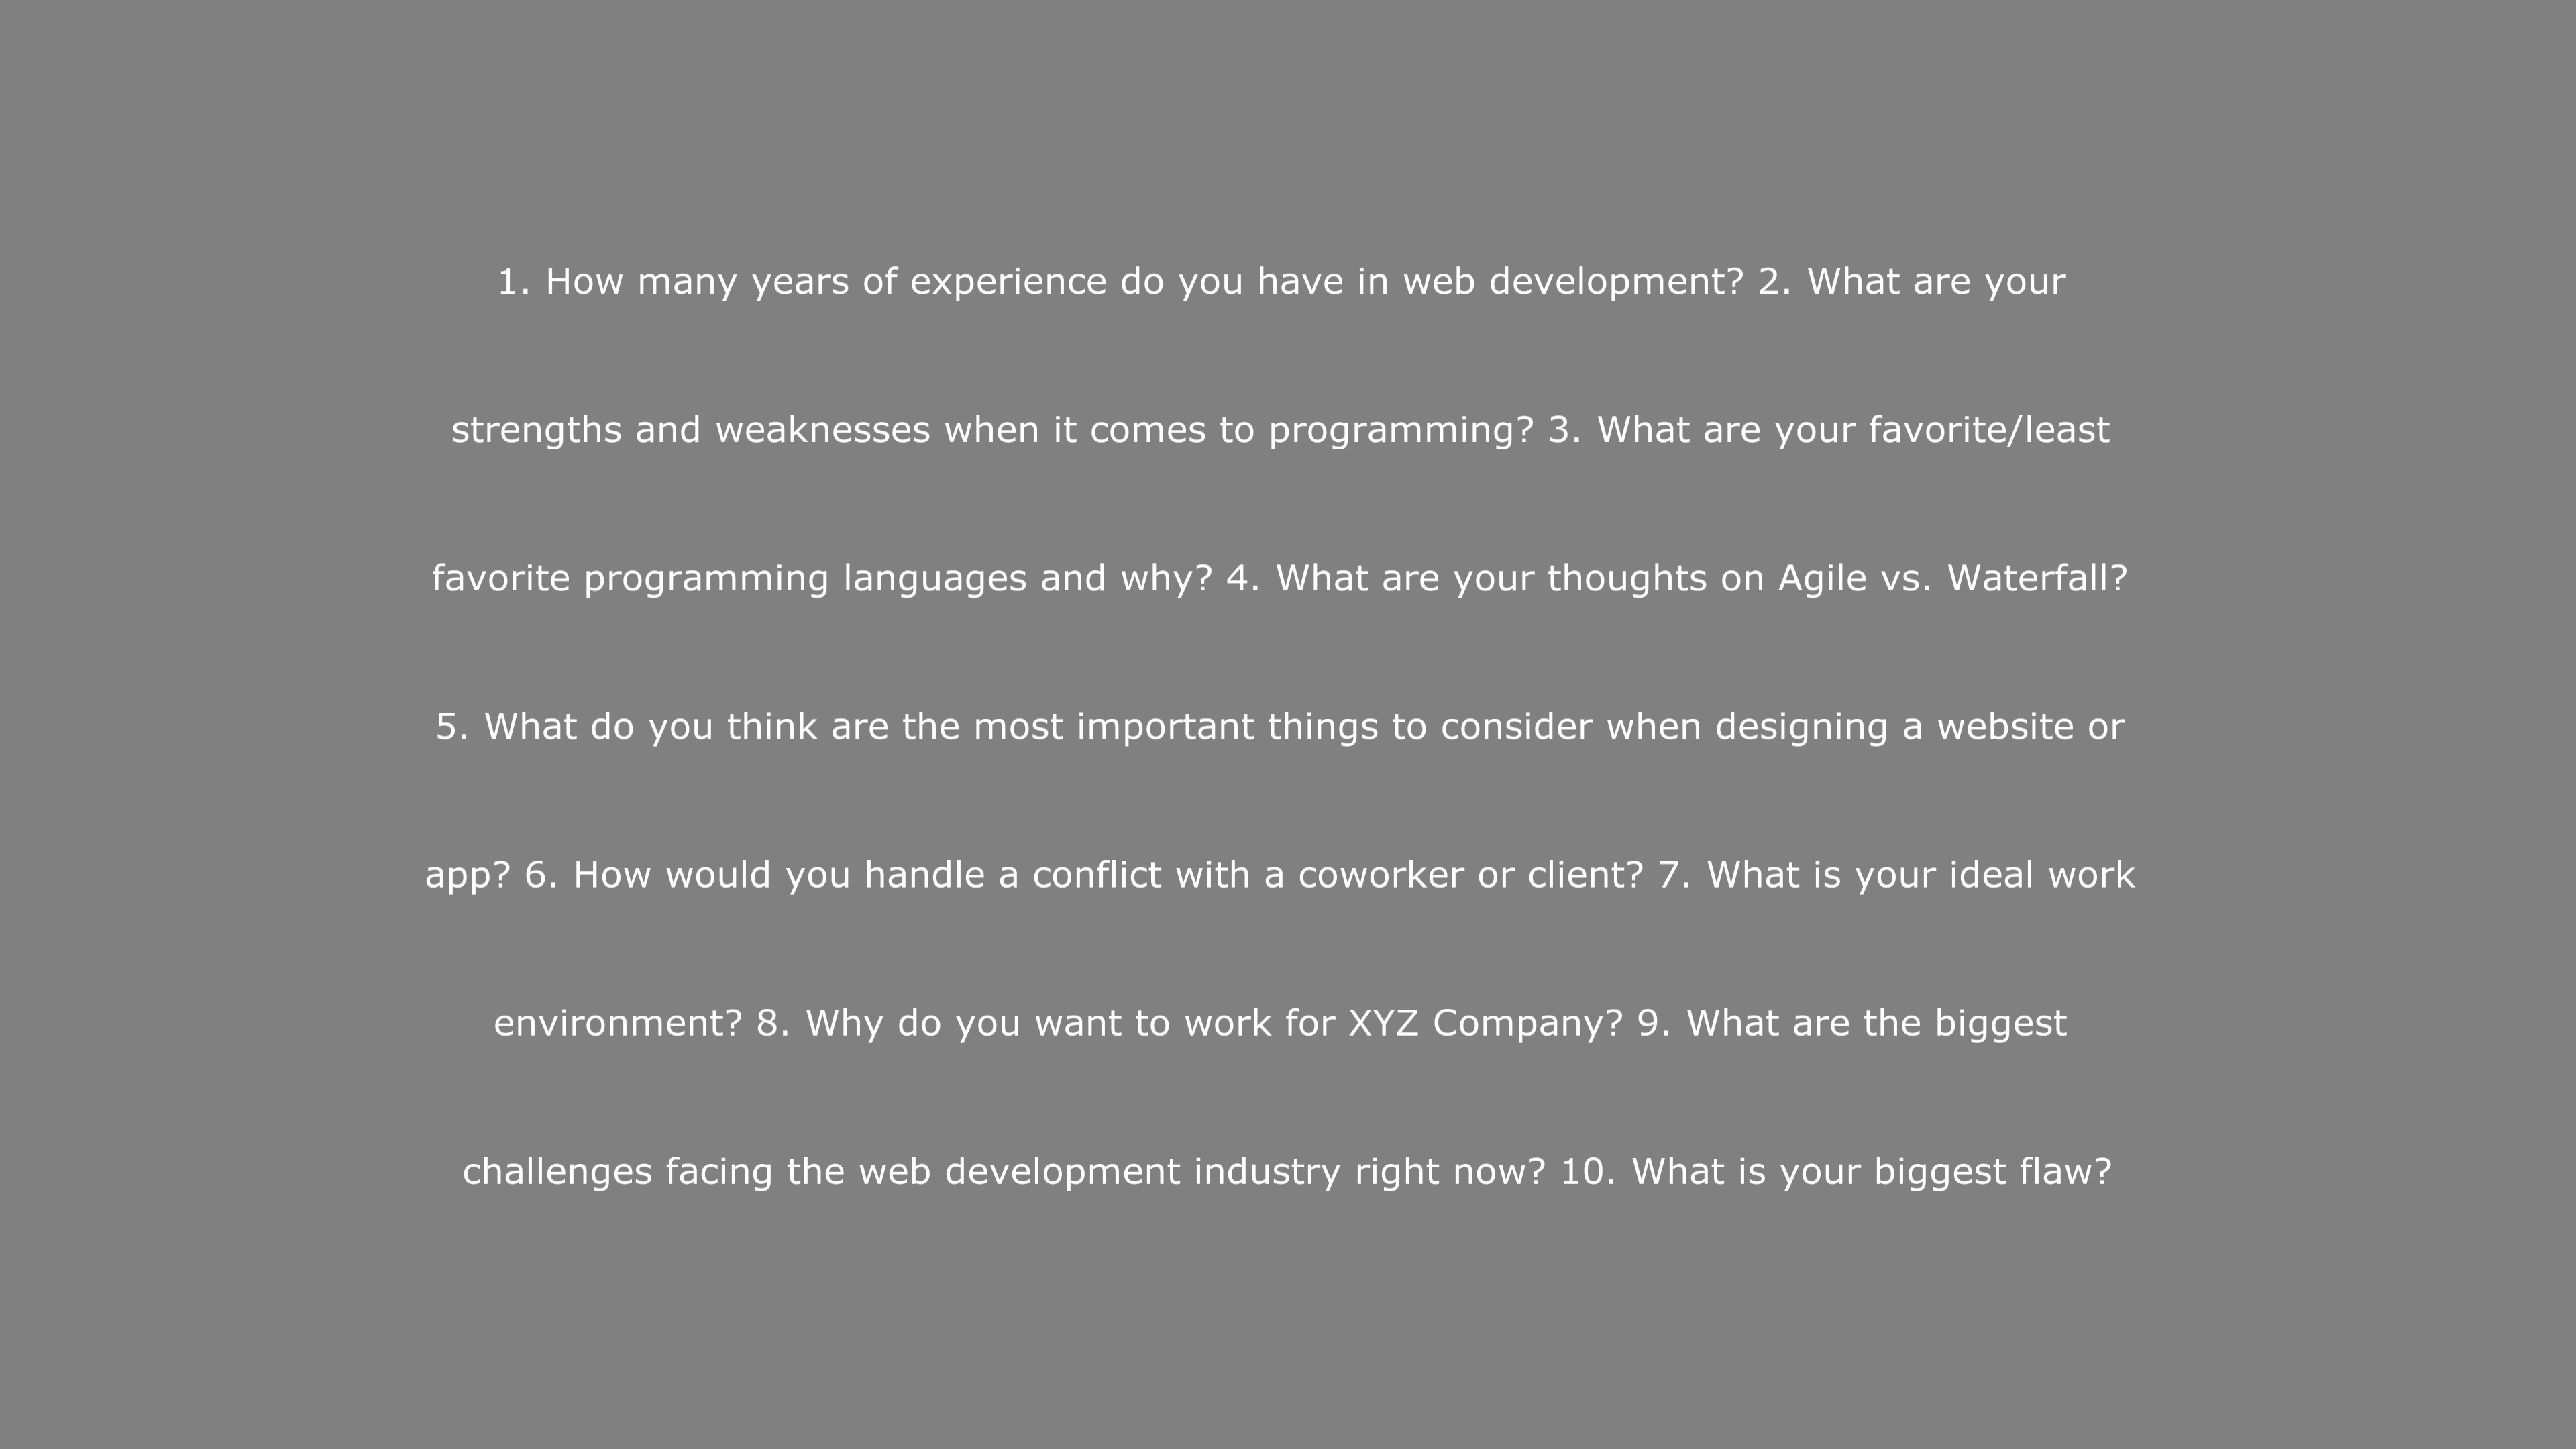 1. How many years of experience do you have in web development? 2. What are your
strengths and weaknesses when it comes to programming? 3. What are your favorite/least
favorite programming languages and why? 4. What are your thoughts on Agile vs. Waterfall?
5. What do you think are the most important things to consider when designing a website or
app? 6. How would you handle a conflict with a coworker or client? 7. What is your ideal work
environment? 8. Why do you want to work for XYZ Company? 9. What are the biggest
challenges facing the web development industry right now? 10. What is your biggest flaw?